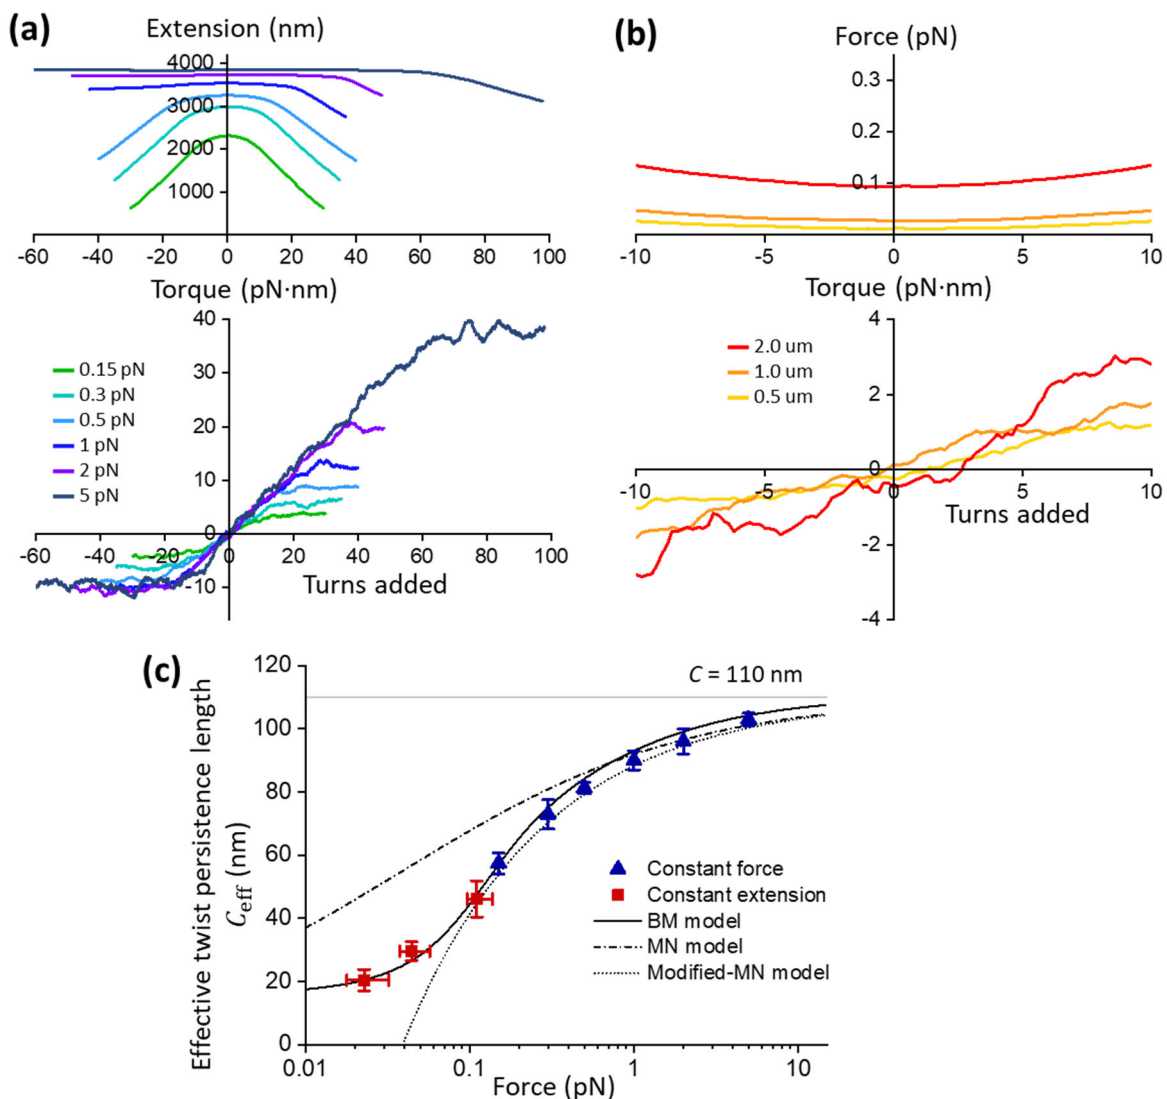 (a)
Extension (nm)
4000
3000
2000
1000
-60 -40 -20 0 20 40 60 80 100
Torque (pN·nm)
40
30
20
10
0
-10
0.15 pN
0.3 pN
0.5 pN
1 pN
2 pN
5 pN
-60 -40 -20 0 20 40 60 80 100
Turns added
(b)
Force (pN)
0.3
0.2
0.1
-10 -5 0 5 10
Torque (pN·nm)
4
2
0
-2
-4
2.0 um
1.0 um
0.5 um
-10 -5 0 5 10
Turns added
(c)
Effective twist persistence length
Ceff (nm)
120
100
80
60
40
20
0
C = 110 nm
Constant force
Constant extension
BM model
MN model
Modified-MN model
0.01 0.1 1 10
Force (pN)